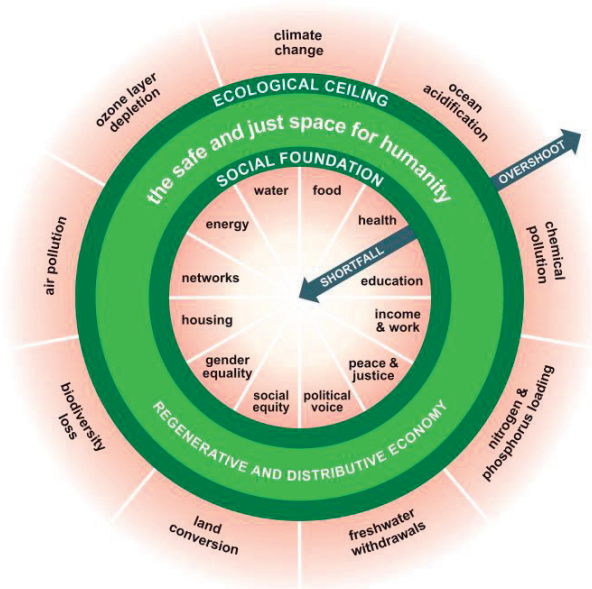 climate
change
ozone layer
depletion
ECOLOGICAL CEILING
ocean
acidification
the safe and just space for humanity
OVERSHOOT
SOCIAL FOUNDATION
water
food
energy
health
air pollution
chemical
pollution
SHORTFALL
networks
education
housing
income
& work
gender
equality
peace &
justice
social
equity
political
voice
biodiversity
loss
REGENERATIVE AND DISTRIBUTIVE ECONOMY
nitrogen &
phosphorus loading
land
conversion
freshwater
withdrawals